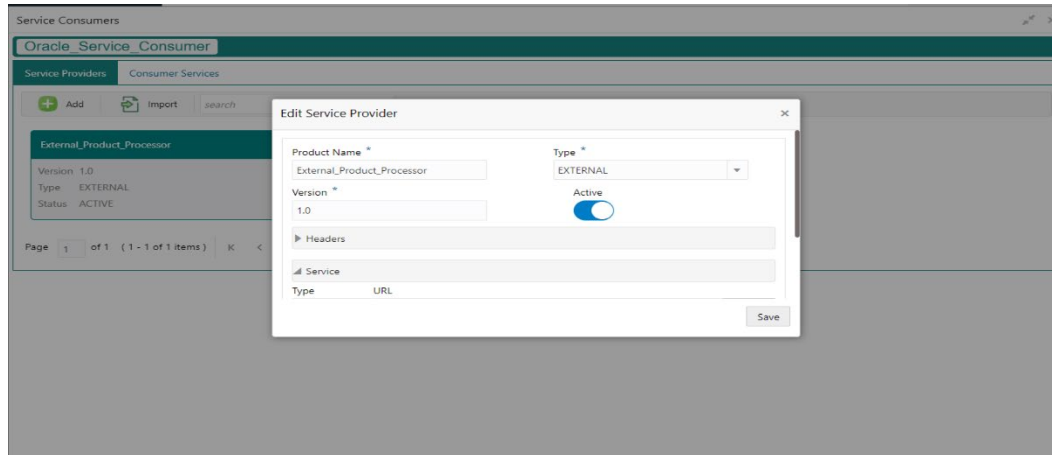 Service Consumers
Oracle_Service_Consumer
Service Providers Consumer Services
Add Import search
External_Product_Processor
Version 1.0
Type EXTERNAL
Status ACTIVE
Page 1 of 1 (1 - 1 of 1 items)
Edit Service Provider
Product Name *
External_Product_Processor
Type *
EXTERNAL
Version *
1.0
Active
Headers
Service
Type URL
Save